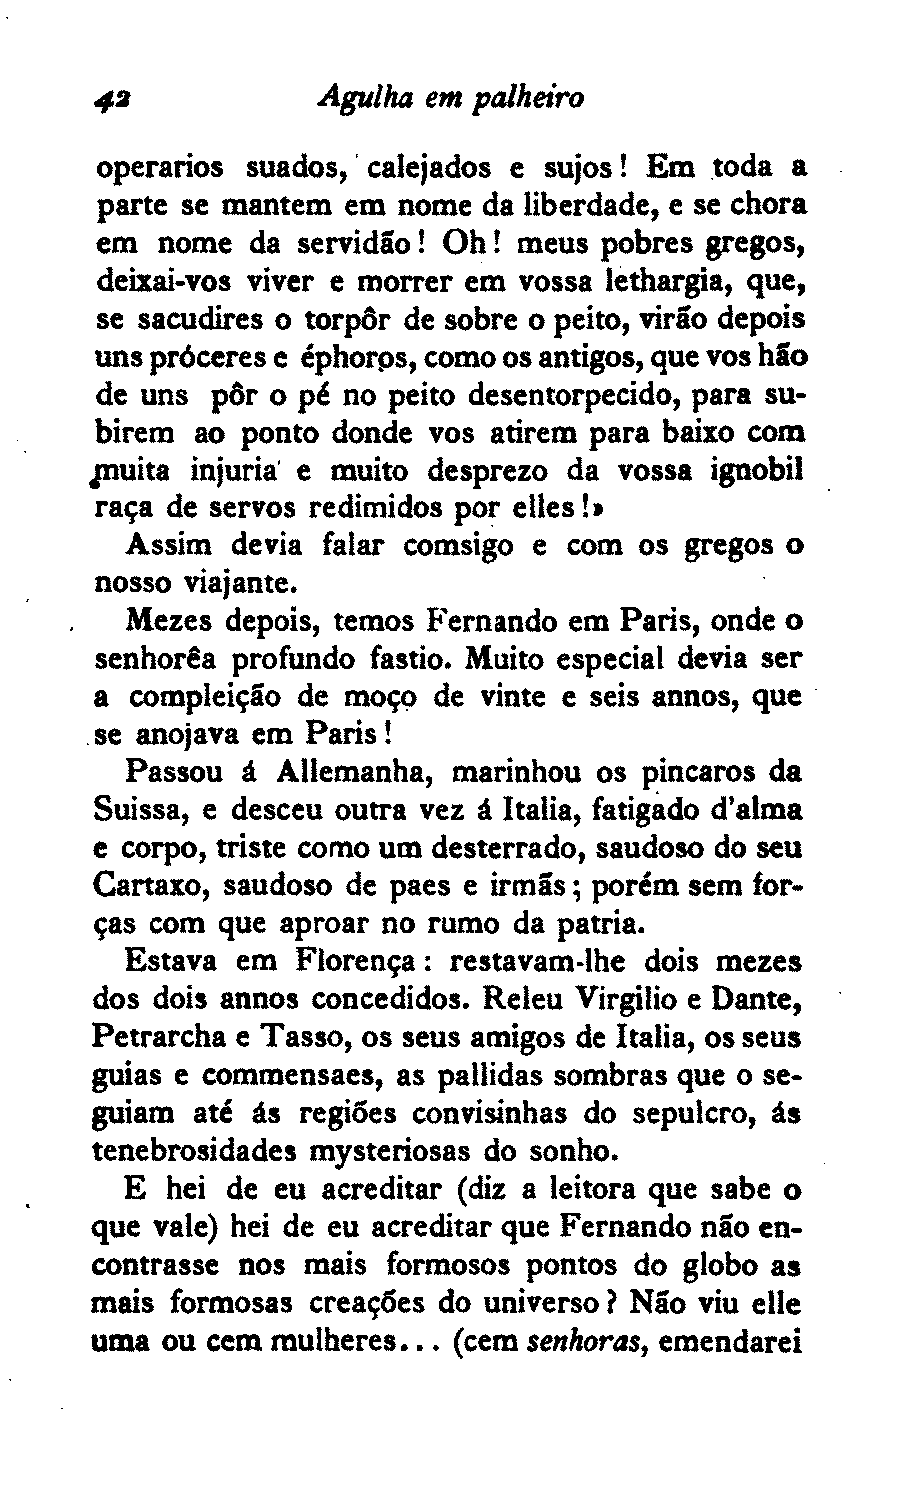 42 Agulha em palheiro
operarios suados, calejados e sujos! Em toda a
parte se mantem em nome da liberdade, e se chora
em nome da servidão! Oh! meus pobres gregos,
deixai-vos viver e morrer em vossa lethargia, que,
se sacudires o torpôr de sobre o peito, virão depois
uns próceres e éphoros, como os antigos, que vos hão
de uns pôr o pé no peito desentorpecido, para su-
birem ao ponto donde vos atirem para baixo com
muita injuria e muito desprezo da vossa ignobil
raça de servos redimidos por elles!»
Assim devia falar comsigo e com os gregos o
nosso viajante.
Mezes depois, temos Fernando em Paris, onde o
senhorêa profundo fastio. Muito especial devia ser
a compleição de moço de vinte e seis annos, que
se anojava em Paris!
Passou á Allemanha, marinhou os pincaros da
Suissa, e desceu outra vez á Italia, fatigado d'alma
e corpo, triste como um desterrado, saudoso do seu
Cartaxo, saudoso de paes e irmãs; porém sem for-
ças com que aproar no rumo da patria.
Estava em Florença: restavam-lhe dois mezes
dos dois annos concedidos. Releu Virgilio e Dante,
Petrarcha e Tasso, os seus amigos de Italia, os seus
guias e commensaes, as pallidas sombras que o se-
guiam até ás regiões convisinhas do sepulcro, ás
tenebrosidades mysteriosas do sonho.
E hei de eu acreditar (diz a leitora que sabe o
que vale) hei de eu acreditar que Fernando não en-
contrasse nos mais formosos pontos do globo as
mais formosas creações do universo? Não viu elle
uma ou cem mulheres... (cem senhoras, emendarei